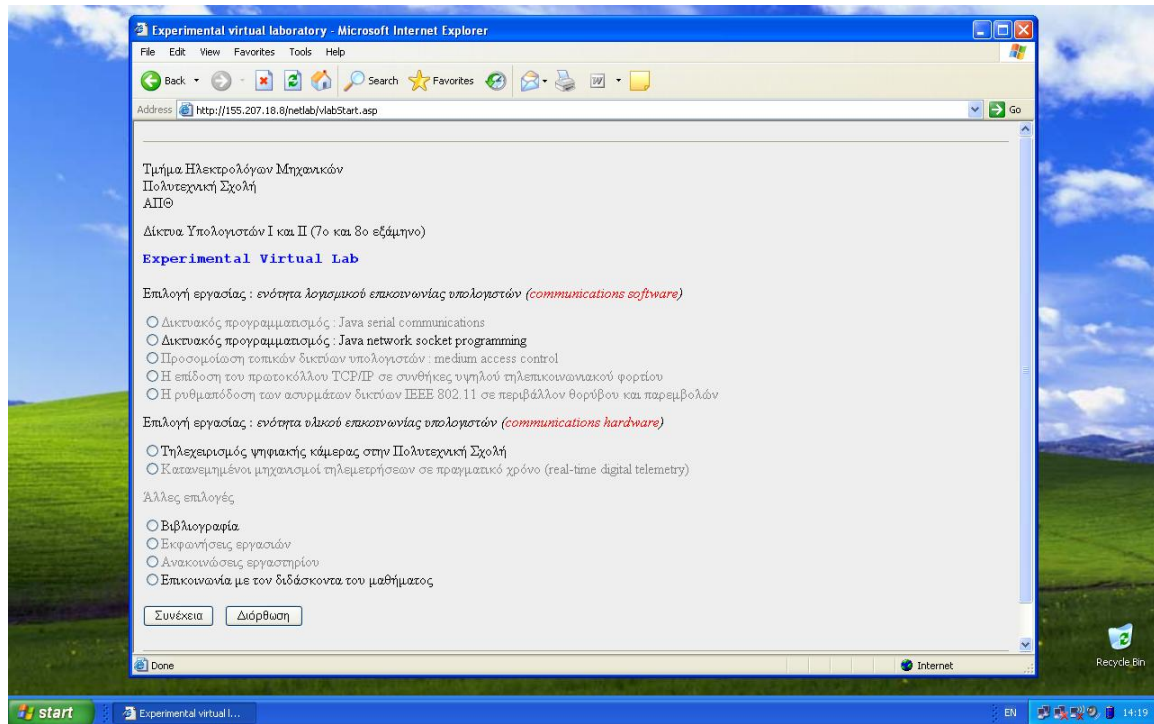 Experimental virtual laboratory - Microsoft Internet Explorer
File Edit View Favorites Tools Help
Back Search Favorites
Address http://155.207.18.8/netlab/vlabStart.asp Go
Τμήμα Ηλεκτρολόγων Μηχανικών
Πολυτεχνική Σχολή
ΑΠΘ
Δίκτυα Υπολογιστών Ι και ΙΙ (7ο και 8ο εξάμηνο)
Experimental Virtual Lab
Επιλογή εργασίας : ενότητα λογισμικού επικοινωνίας υπολογιστών (communications software)
Δικτυακός προγραμματισμός : Java serial communications
Δικτυακός προγραμματισμός : Java network socket programming
Προσομοίωση τοπικών δικτύων υπολογιστών : medium access control
Η επίδοση του πρωτοκόλλου TCP/IP σε συνθήκες υψηλού τηλεπικοινωνιακού φορτίου
Η ρυθμαπόδοση των ασυρμάτων δικτύων IEEE 802.11 σε περιβάλλον θορύβου και παρεμβολών
Επιλογή εργασίας : ενότητα υλικού επικοινωνίας υπολογιστών (communications hardware)
Τηλεχειρισμός ψηφιακής κάμερας στην Πολυτεχνική Σχολή
Κατανεμημένοι μηχανισμοί τηλεμετρήσεων σε πραγματικό χρόνο (real-time digital telemetry)
Άλλες επιλογές
Βιβλιογραφία
Εκφωνήσεις εργασιών
Ανακοινώσεις εργαστηρίου
Επικοινωνία με τον διδάσκοντα του μαθήματος
Συνέχεια Διόρθωση
Done Internet
Recycle Bin
start Experimental virtual l... EN 14:19